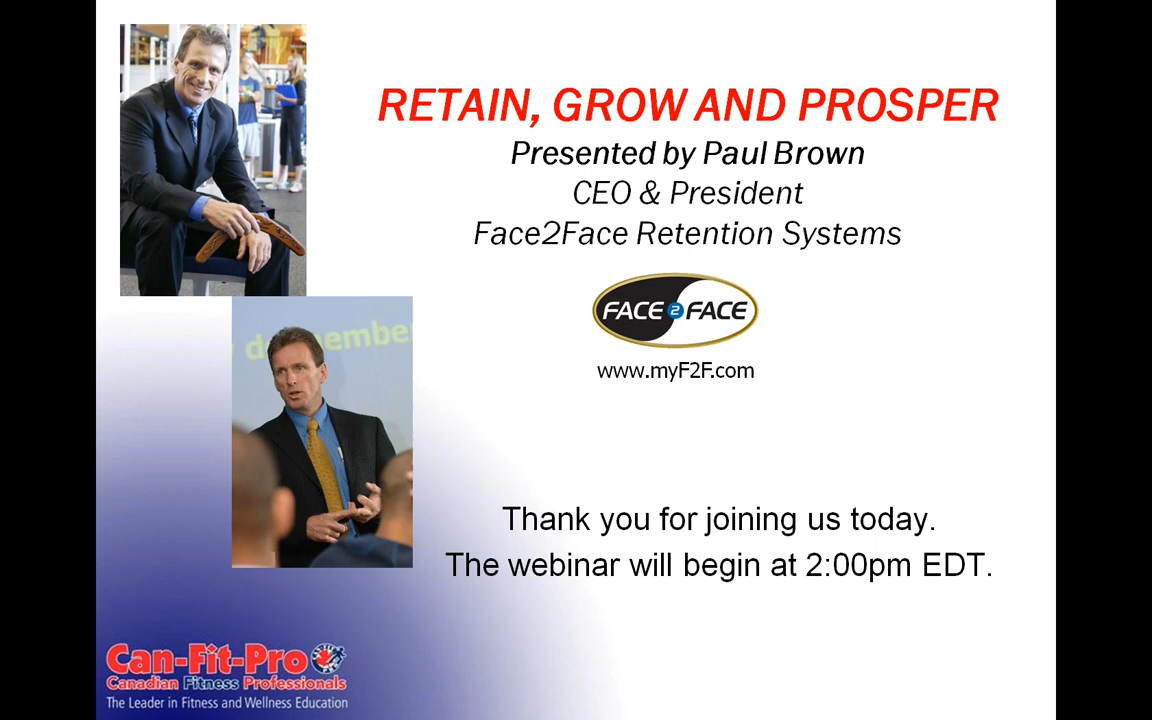 RETAIN, GROW AND PROSPER
Presented by Paul Brown
CEO & President
Face2Face Retention Systems
FACE 2 FACE
www.myF2F.com
Thank you for joining us today.
The webinar will begin at 2:00pm EDT.
Can-Fit-Pro
Canadian Fitness Professionals
The Leader in Fitness and Wellness Education